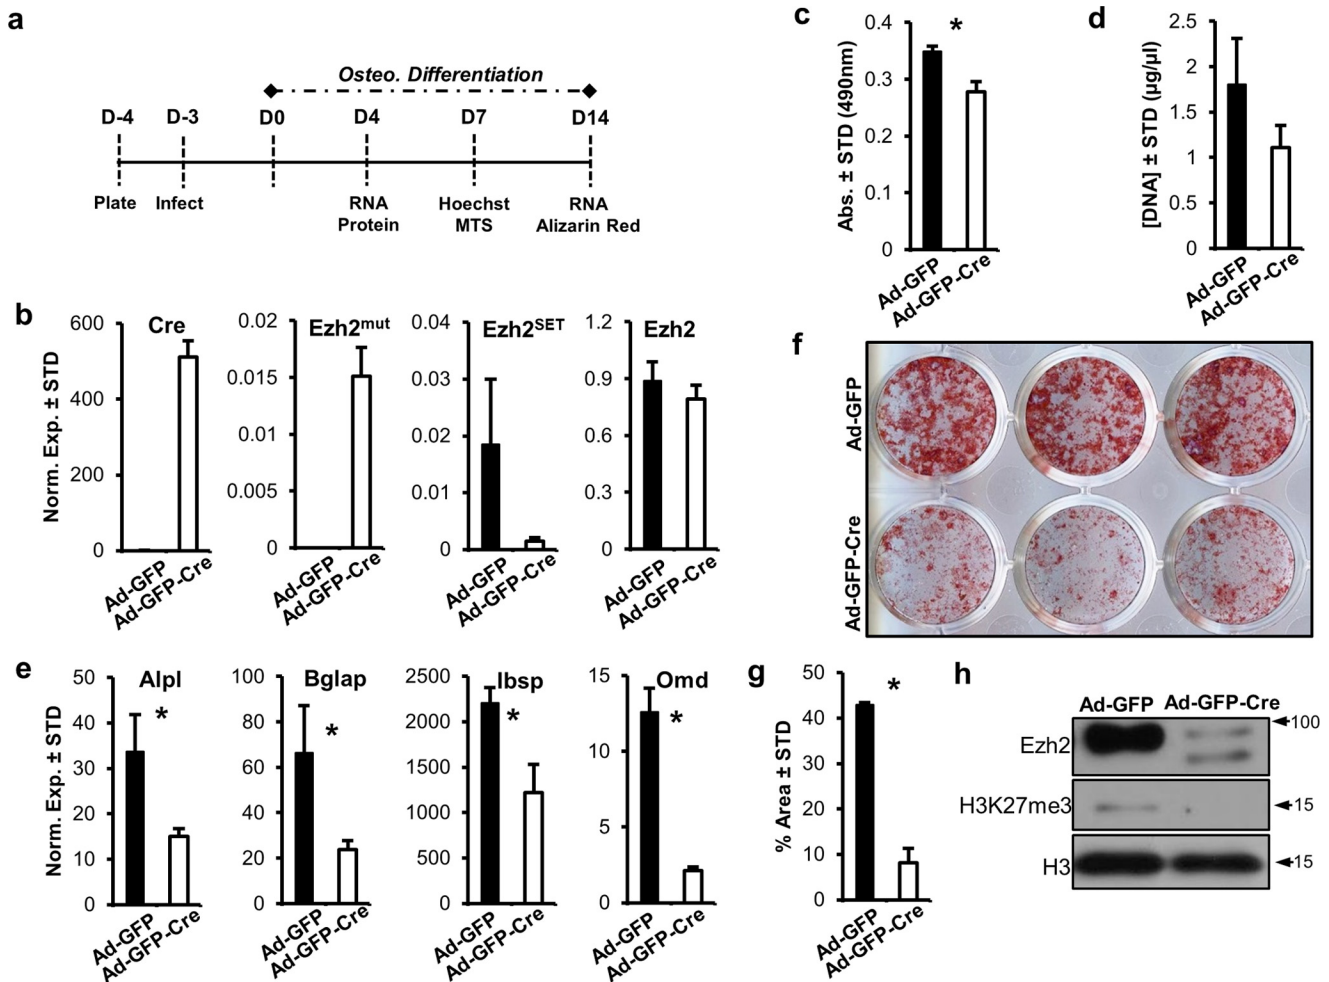 a
Osteo. Differentiation
D-4 D-3 D0 D4 D7 D14
Plate Infect RNA Hoechst RNA
Protein MTS Alizarin Red
b
Norm. Exp. ± STD
Cre
600
400
200
0
Ad-GFP
Ad-GFP-Cre
Ezh2mut
0.02
0.015
0.01
0.005
0
Ad-GFP
Ad-GFP-Cre
Ezh2SET
0.04
0.03
0.02
0.01
0
Ad-GFP
Ad-GFP-Cre
Ezh2
1.2
0.9
0.6
0.3
0
Ad-GFP
Ad-GFP-Cre
c
Abs. ± STD (490nm)
0.4
0.3
0.2
0.1
0
*
Ad-GFP
Ad-GFP-Cre
d
[DNA] ± STD (µg/µl)
2.5
2
1.5
1
0.5
0
Ad-GFP
Ad-GFP-Cre
e
Norm. Exp. ± STD
Alpl
50
40
30
20
10
0
*
Ad-GFP
Ad-GFP-Cre
Bglap
100
80
60
40
20
0
*
Ad-GFP
Ad-GFP-Cre
Ibsp
2500
2000
1500
1000
500
0
*
Ad-GFP
Ad-GFP-Cre
Omd
15
10
5
0
*
Ad-GFP
Ad-GFP-Cre
f
Ad-GFP
Ad-GFP-Cre
g
% Area ± STD
50
40
30
20
10
0
*
Ad-GFP
Ad-GFP-Cre
h
Ad-GFP Ad-GFP-Cre
Ezh2 100
H3K27me3 15
H3 15